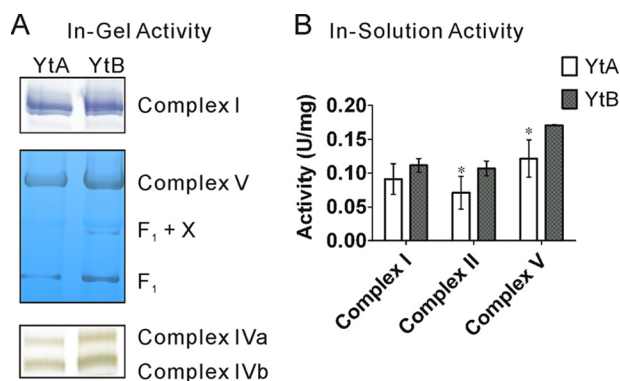 A In-Gel Activity
YtA YtB
Complex I
Complex V
F₁ + X
F₁
Complex IVa
Complex IVb
B In-Solution Activity
YtA
YtB
Activity (U/mg)
0.20
0.15
0.10
0.05
0.00
* *
Complex I
Complex II
Complex V